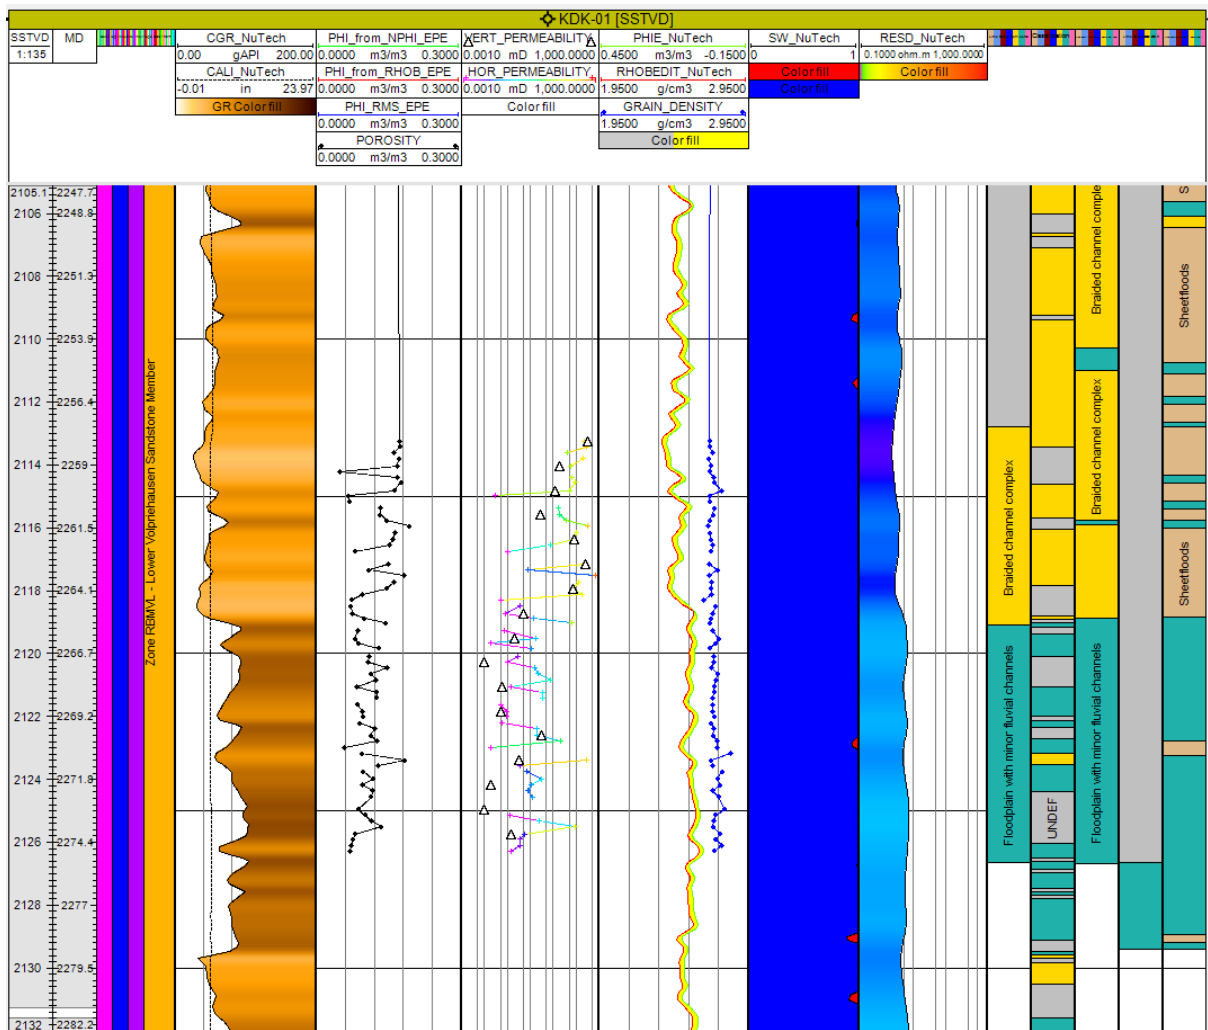 KDK-01 [SSTVD]
SSTVD MD CGR_NuTech PHI_from_NPHI_EPE VERT_PERMEABILITY PHIE_NuTech SW_NuTech RESD_NuTech
1:135 0.00 gAPI 200.00 0.0000 m3/m3 0.3000 0.0010 mD 1,000.0000 0.4500 m3/m3 -0.1500 0 1 0.1000 ohm.m 1,000.0000
CALI_NuTech PHI_from_RHOB_EPE HOR_PERMEABILITY RHOBEDIT_NuTech Color fill Color fill
-0.01 in 23.97 0.0000 m3/m3 0.3000 0.0010 mD 1,000.0000 1.9500 g/cm3 2.9500 Color fill
GR Color fill PHI_RMS_EPE Color fill GRAIN_DENSITY
0.0000 m3/m3 0.3000 1.9500 g/cm3 2.9500
POROSITY Color fill
0.0000 m3/m3 0.3000
2105.1 2247.7
2106 2248.8
2108 2251.3
2110 2253.9
2112 2256.4
2114 2259
2116 2261.5
2118 2264.1
2120 2266.7
2122 2269.2
2124 2271.8
2126 2274.4
2128 2277
2130 2279.5
2132 2282.2
Zone RBMVL - Lower Volpriehausen Sandstone Member
Braided channel complex
Floodplain with minor fluvial channels
UNDEF
Braided channel comple
Braided channel complex
Floodplain with minor fluvial channels
S
Sheetfloods
Sheetfloods